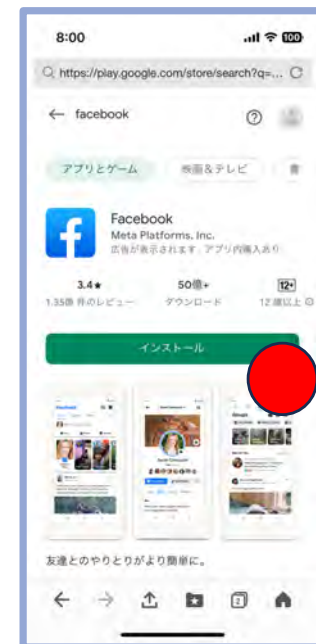 8:00
100
https://play.google.com/store/search?q=...
facebook
アプリとゲーム
映画&テレビ
Facebook
Meta Platforms, Inc.
広告が表示されます アプリ内購入あり
3.4★
50億+
12+
1.35億 件のレビュー
ダウンロード
12 歳以上
インストール
友達とのやりとりがより簡単に。
2